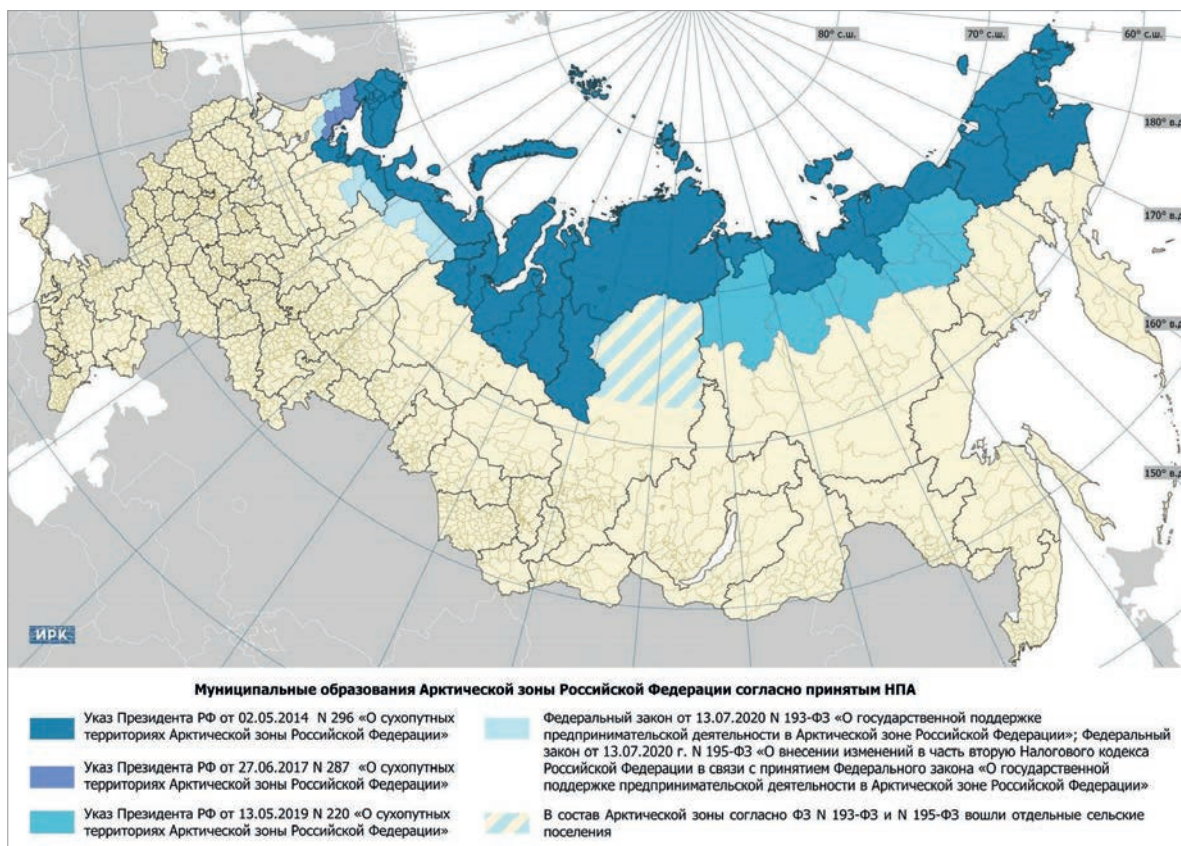 80° с.ш.
70° с.ш.
60° с.ш.
180° в.д
170° в.д
160° в.д
150° в.д
ИРК
Муниципальные образования Арктической зоны Российской Федерации согласно принятым НПА
Указ Президента РФ от 02.05.2014 N 296 «О сухопутных
территориях Арктической зоны Российской Федерации»
Указ Президента РФ от 27.06.2017 N 287 «О сухопутных
территориях Арктической зоны Российской Федерации»
Указ Президента РФ от 13.05.2019 N 220 «О сухопутных
территориях Арктической зоны Российской Федерации»
Федеральный закон от 13.07.2020 N 193-ФЗ «О государственной поддержке
предпринимательской деятельности в Арктической зоне Российской Федерации»; Федеральный
закон от 13.07.2020 г. N 195-ФЗ «О внесении изменений в часть вторую Налогового кодекса
Российской Федерации в связи с принятием Федерального закона «О государственной
поддержке предпринимательской деятельности в Арктической зоне Российской Федерации»
В состав Арктической зоны согласно ФЗ N 193-ФЗ и N 195-ФЗ вошли отдельные сельские
поселения